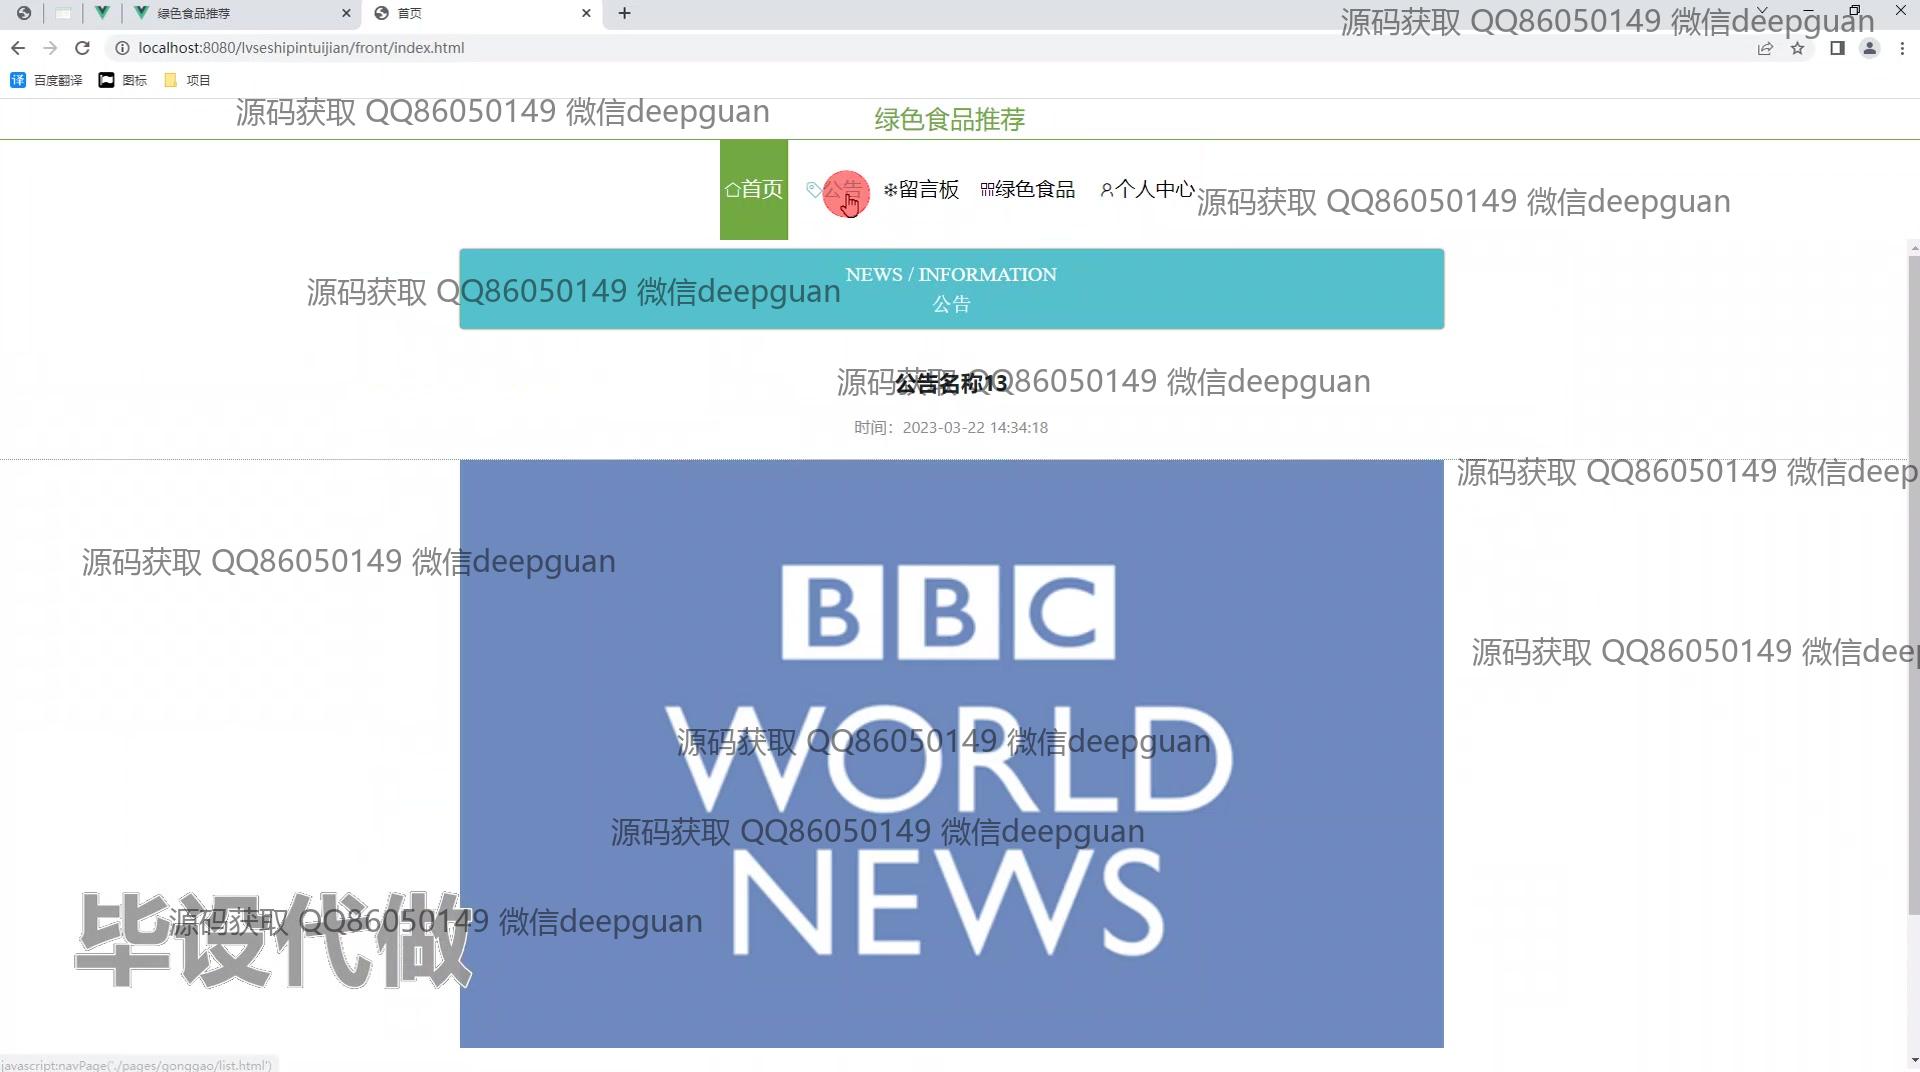 绿色食品推荐
首页
源码获取 QQ86050149 微信deepguan
localhost:8080/lvseshipintuijian/front/index.html
译 百度翻译 图标 项目
源码获取 QQ86050149 微信deepguan
绿色食品推荐
首页 公告 留言板 绿色食品 个人中心
源码获取 QQ86050149 微信deepguan
NEWS / INFORMATION
源码获取 QQ86050149 微信deepguan
公告
公告名称13
源码获取 QQ86050149 微信deepguan
时间：2023-03-22 14:34:18
源码获取 QQ86050149 微信deep
源码获取 QQ86050149 微信deepguan
BBC
源码获取 QQ86050149 微信deep
WORLD
源码获取 QQ86050149 微信deepguan
源码获取 QQ86050149 微信deepguan
NEWS
源码获取 QQ86050149 微信deepguan
毕设代做
javascript:navPage('./pages/gonggao/list.html')